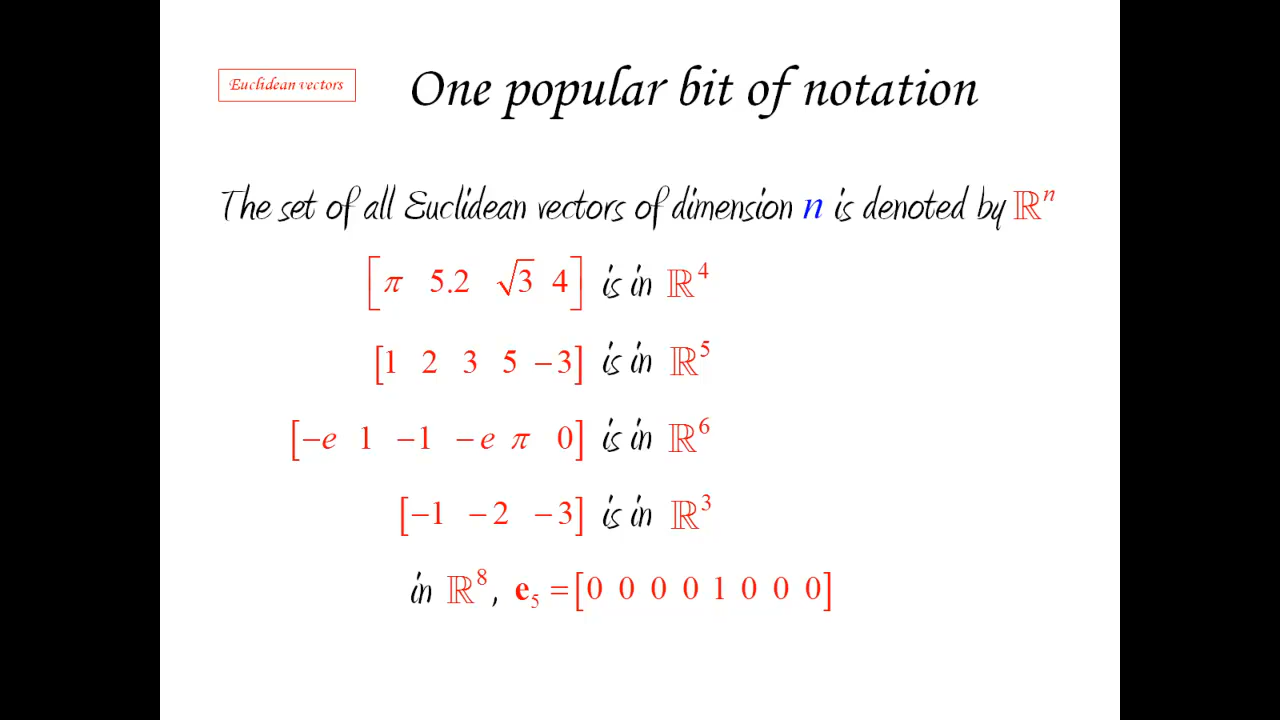 Euclidean vectors
One popular bit of notation
The set of all Euclidean vectors of dimension n is denoted by ℝⁿ
[π 5.2 √3 4] is in ℝ⁴
[1 2 3 5 −3] is in ℝ⁵
[−e 1 −1 −e π 0] is in ℝ⁶
[−1 −2 −3] is in ℝ³
in ℝ⁸, e₅ = [0 0 0 0 1 0 0 0]